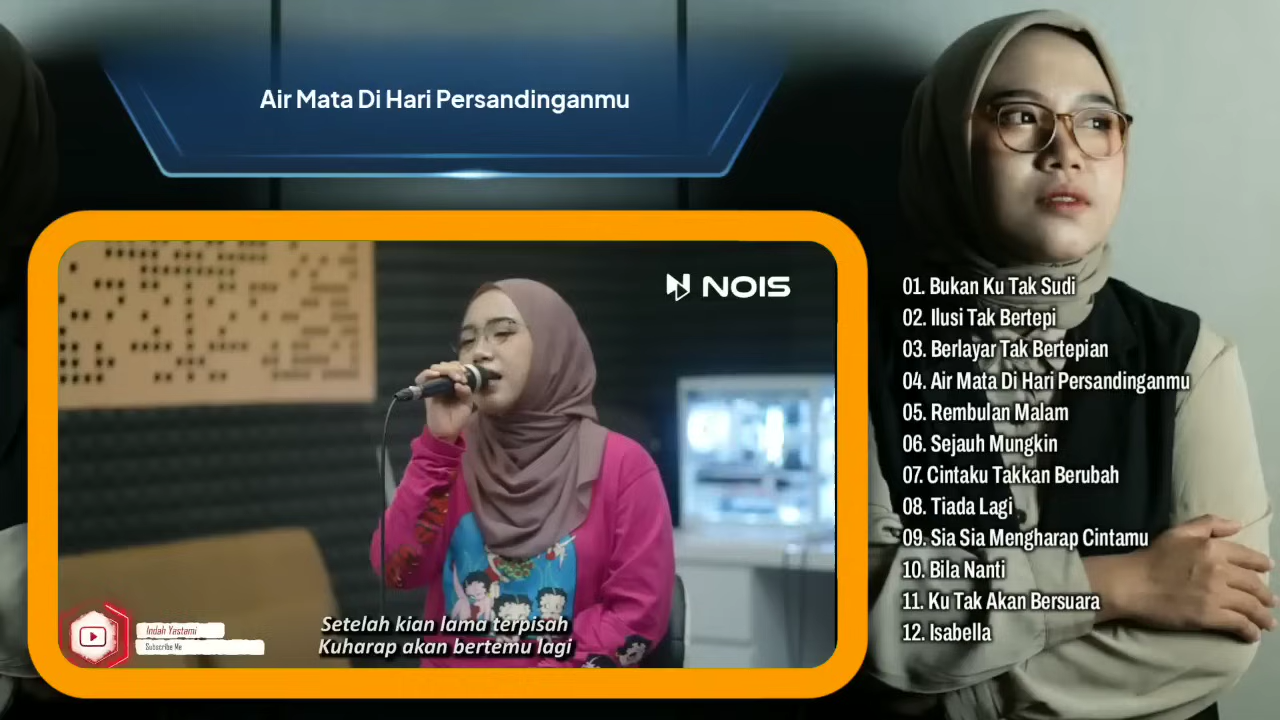 Air Mata Di Hari Persandinganmu
NOIS
01. Bukan Ku Tak Sudi
02. Ilusi Tak Bertepi
03. Berlayar Tak Bertepian
04. Air Mata Di Hari Persandinganmu
05. Rembulan Malam
06. Sejauh Mungkin
07. Cintaku Takkan Berubah
08. Tiada Lagi
09. Sia Sia Mengharap Cintamu
10. Bila Nanti
11. Ku Tak Akan Bersuara
12. Isabella
Setelah kian lama terpisah
Kuharap akan bertemu lagi
Indah Yastami
Subscribe Me